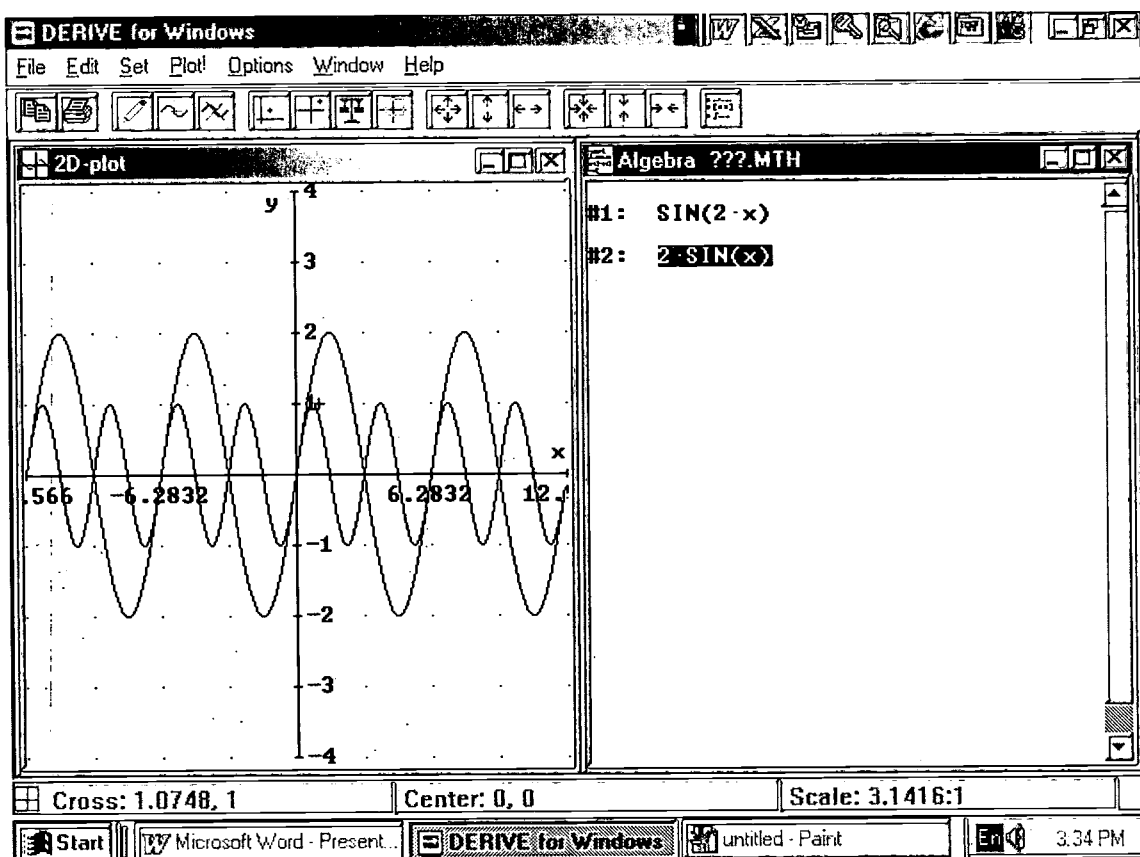 DERIVE for Windows
File Edit Set Plot! Options Window Help
2D-plot
Algebra ???.MTH
y
4
3
2
1
x
.566 -6.2832 6.2832 12.
-1
-2
-3
-4
#1: SIN(2·x)
#2: 2·SIN(x)
Cross: 1.0748, 1 Center: 0, 0 Scale: 3.1416:1
Start Microsoft Word - Present... DERIVE for Windows untitled - Paint En 3:34 PM